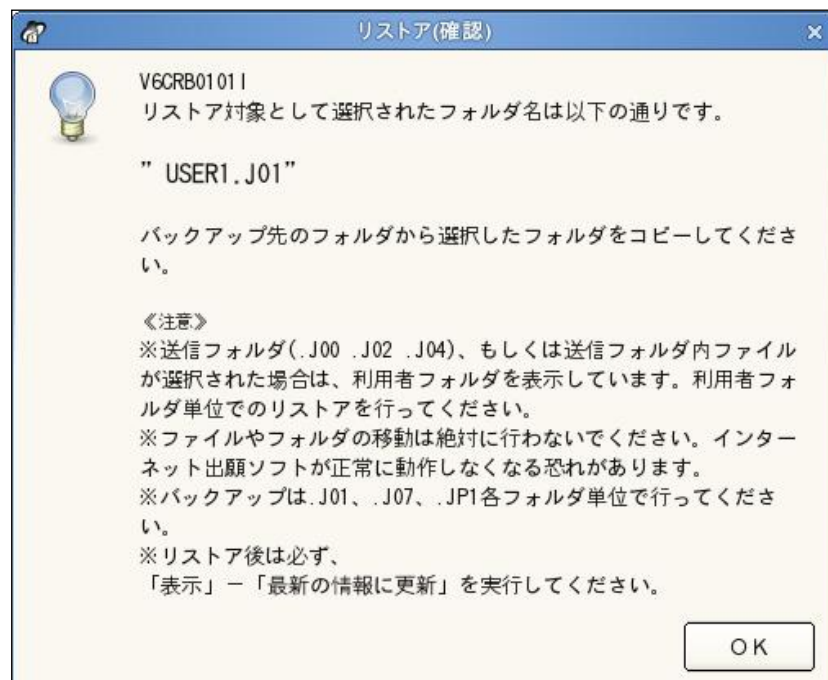 リストア(確認)
V6CRB0101I
リストア対象として選択されたフォルダ名は以下の通りです。
” USER1.J01”
バックアップ先のフォルダから選択したフォルダをコピーしてくださ
い。
《注意》
※送信フォルダ(.J00 .J02 .J04)、もしくは送信フォルダ内ファイル
が選択された場合は、利用者フォルダを表示しています。利用者フォ
ルダ単位でのリストアを行ってください。
※ファイルやフォルダの移動は絶対に行わないでください。インター
ネット出願ソフトが正常に動作しなくなる恐れがあります。
※バックアップは.J01、.J07、.JP1各フォルダ単位で行ってくださ
い。
※リストア後は必ず、
「表示」－「最新の情報に更新」を実行してください。
OK